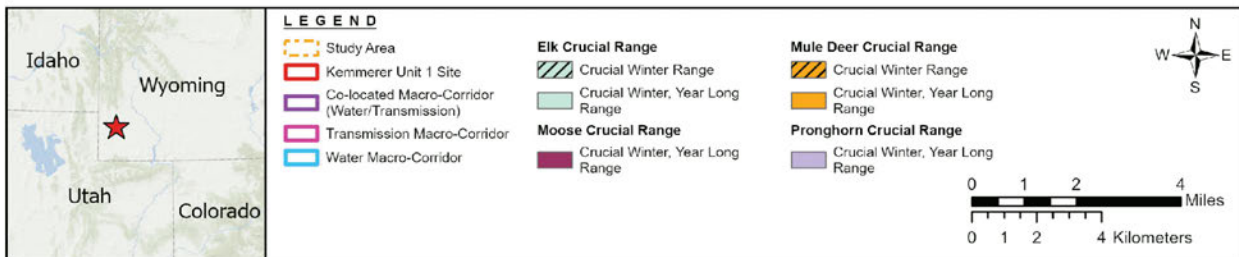 Idaho
Wyoming
Utah
Colorado
LEGEND
Study Area
Kemmerer Unit 1 Site
Co-located Macro-Corridor
(Water/Transmission)
Transmission Macro-Corridor
Water Macro-Corridor
Elk Crucial Range
Crucial Winter Range
Crucial Winter, Year Long
Range
Moose Crucial Range
Crucial Winter, Year Long
Range
Mule Deer Crucial Range
Crucial Winter Range
Crucial Winter, Year Long
Range
Pronghorn Crucial Range
Crucial Winter, Year Long
Range
N
W E
S
0 1 2 4
Miles
0 1 2 4 Kilometers